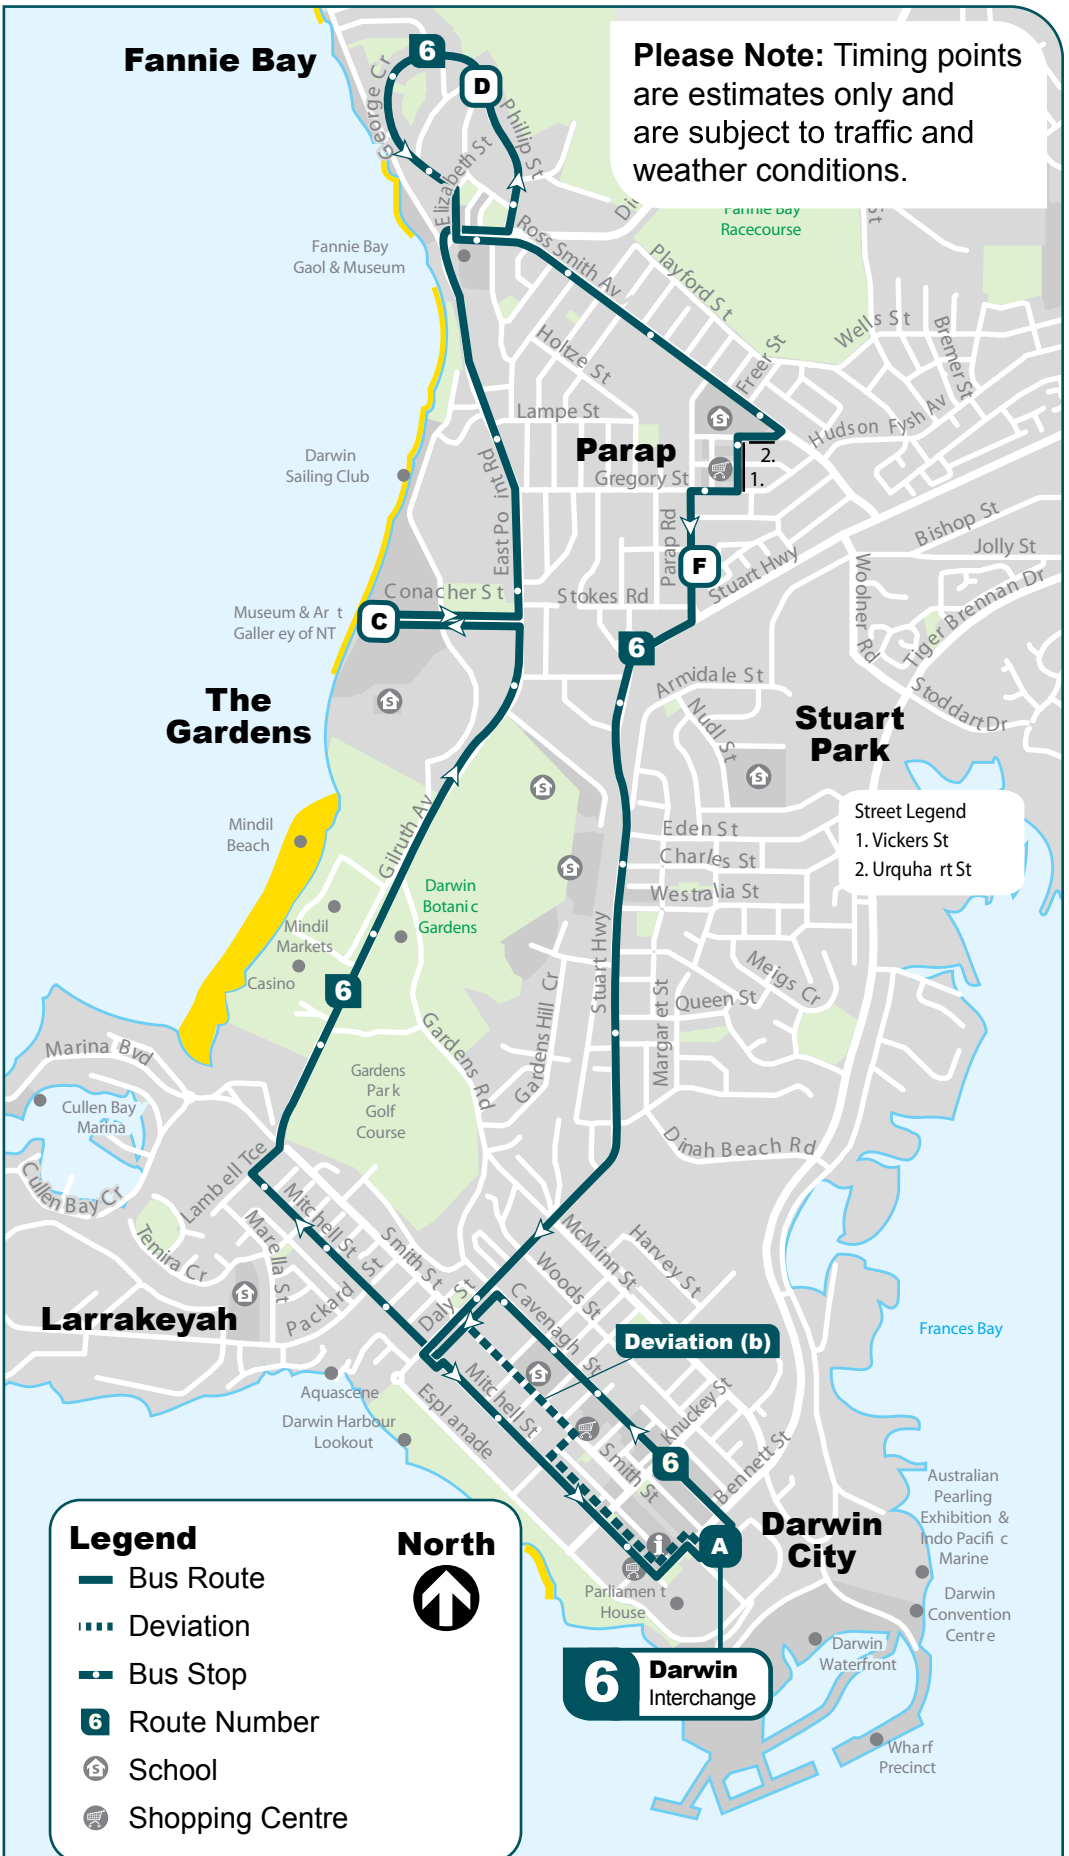 Fannie Bay
6
D
Please Note: Timing points
are estimates only and
are subject to traffic and
weather conditions.
George Cr
Phillip St
Elizabeth St
Fannie Bay
Racecourse
St
Fannie Bay
Gaol & Museum
Ross Smith Av
Playford St
Wells St
Bremer St
Holtze St
Freer St
Lampe St
Hudson Fysh Av
Parap
2.
1.
Gregory St
Darwin
Sailing Club
East Point Rd
Parap Rd
Bishop St
Jolly St
Stuart Hwy
F
Woolner Rd
Tiger Brennan Dr
Conacher St
Stokes Rd
Museum & Ar t
Galler ey of NT
C
6
Armidale St
Stoddart Dr
The
Gardens
Nudl St
Stuart
Park
Street Legend
1. Vickers St
2. Urquha rt St
Mindil
Beach
Eden St
Charles St
Westralia St
Gilruth Av
Darwin
Botanic
Gardens
Mindil
Markets
Casino
6
Stuart Hwy
Meigs Cr
Queen St
Margaret St
Gardens Hill Cr
Gardens Rd
Marina Bvd
Gardens
Park
Golf
Course
Cullen Bay
Marina
Dinah Beach Rd
Cullen Bay Cr
Lambell Tce
Mitchell St
Temira Cr
Marella St
Smith St
McMinn St
Harvey St
Woods St
Packard St
Daly St
Cavenagh St
Larrakeyah
Deviation (b)
Frances Bay
Aquascene
Mitchell St
Esplanade
Darwin Harbour
Lookout
Knuckey St
Smith St
6
Bennett St
Australian
Pearling
Exhibition &
Indo Pacifi c
Marine
A
i
Darwin
City
Parliamen t
House
Darwin
Convention
Centre
Darwin
Waterfront
6
Darwin
Interchange
Wharf
Precinct
Legend
North
Bus Route
Deviation
Bus Stop
6 Route Number
S School
Shopping Centre